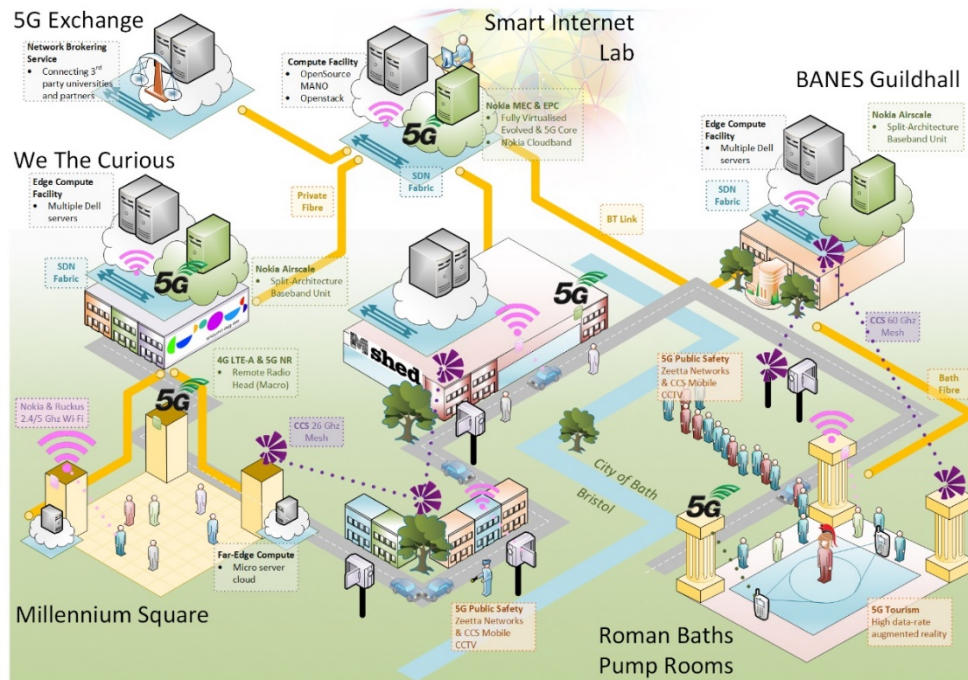 5G Exchange
Network Brokering
Service
• Connecting 3rd
party universities
and partners
Smart Internet
Lab
Compute Facility
• OpenSource
MANO
• Openstack
5G
Nokia MEC & EPC
• Fully Virtualised
Evolved & 5G Core
• Nokia Cloudband
SDN
Fabric
BANES Guildhall
Edge Compute
Facility
• Multiple Dell
servers
Nokia Airscale
• Split-Architecture
Baseband Unit
SDN
Fabric
We The Curious
Edge Compute
Facility
• Multiple Dell
servers
SDN
Fabric
5G
Nokia Airscale
• Split-Architecture
Baseband Unit
Private
Fibre
BT Link
M shed
5G
CCS 60 Ghz
Mesh
Bath
Fibre
4G LTE-A & 5G NR
• Remote Radio
Head (Macro)
5G
Nokia & Ruckus
2.4/5 Ghz Wi-Fi
CCS 26 Ghz
Mesh
5G Public Safety
Zeetta Networks
& CCS Mobile
CCTV
City of Bath
Bristol
Far-Edge Compute
• Micro server
cloud
Millennium Square
5G Public Safety
Zeetta Networks
& CCS Mobile
CCTV
5G
5G Tourism
High data-rate
augmented reality
Roman Baths
Pump Rooms